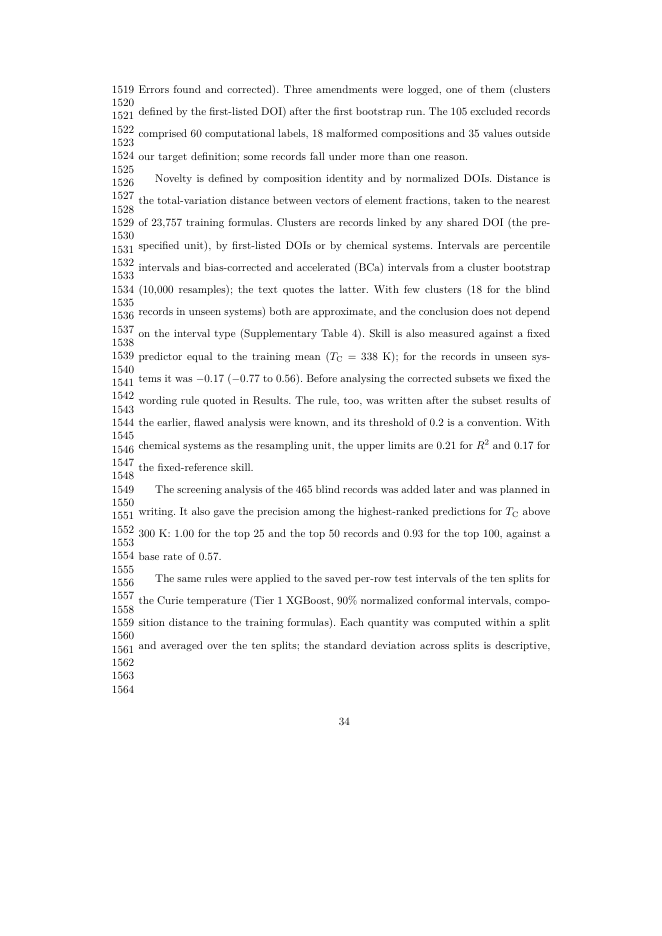 1519 Errors found and corrected). Three amendments were logged, one of them (clusters
1520
1521 defined by the first-listed DOI) after the first bootstrap run. The 105 excluded records
1522 comprised 60 computational labels, 18 malformed compositions and 35 values outside
1523
1524 our target definition; some records fall under more than one reason.
1525
1526 Novelty is defined by composition identity and by normalized DOIs. Distance is
1527 the total-variation distance between vectors of element fractions, taken to the nearest
1528
1529 of 23,757 training formulas. Clusters are records linked by any shared DOI (the pre-
1530
1531 specified unit), by first-listed DOIs or by chemical systems. Intervals are percentile
1532 intervals and bias-corrected and accelerated (BCa) intervals from a cluster bootstrap
1533
1534 (10,000 resamples); the text quotes the latter. With few clusters (18 for the blind
1535
1536 records in unseen systems) both are approximate, and the conclusion does not depend
1537 on the interval type (Supplementary Table 4). Skill is also measured against a fixed
1538
1539 predictor equal to the training mean (T_C = 338 K); for the records in unseen sys-
1540
1541 tems it was −0.17 (−0.77 to 0.56). Before analysing the corrected subsets we fixed the
1542 wording rule quoted in Results. The rule, too, was written after the subset results of
1543
1544 the earlier, flawed analysis were known, and its threshold of 0.2 is a convention. With
1545
1546 chemical systems as the resampling unit, the upper limits are 0.21 for R² and 0.17 for
1547 the fixed-reference skill.
1548
1549 The screening analysis of the 465 blind records was added later and was planned in
1550
1551 writing. It also gave the precision among the highest-ranked predictions for T_C above
1552 300 K: 1.00 for the top 25 and the top 50 records and 0.93 for the top 100, against a
1553
1554 base rate of 0.57.
1555
1556 The same rules were applied to the saved per-row test intervals of the ten splits for
1557 the Curie temperature (Tier 1 XGBoost, 90% normalized conformal intervals, compo-
1558
1559 sition distance to the training formulas). Each quantity was computed within a split
1560
1561 and averaged over the ten splits; the standard deviation across splits is descriptive,
1562
1563
1564
34